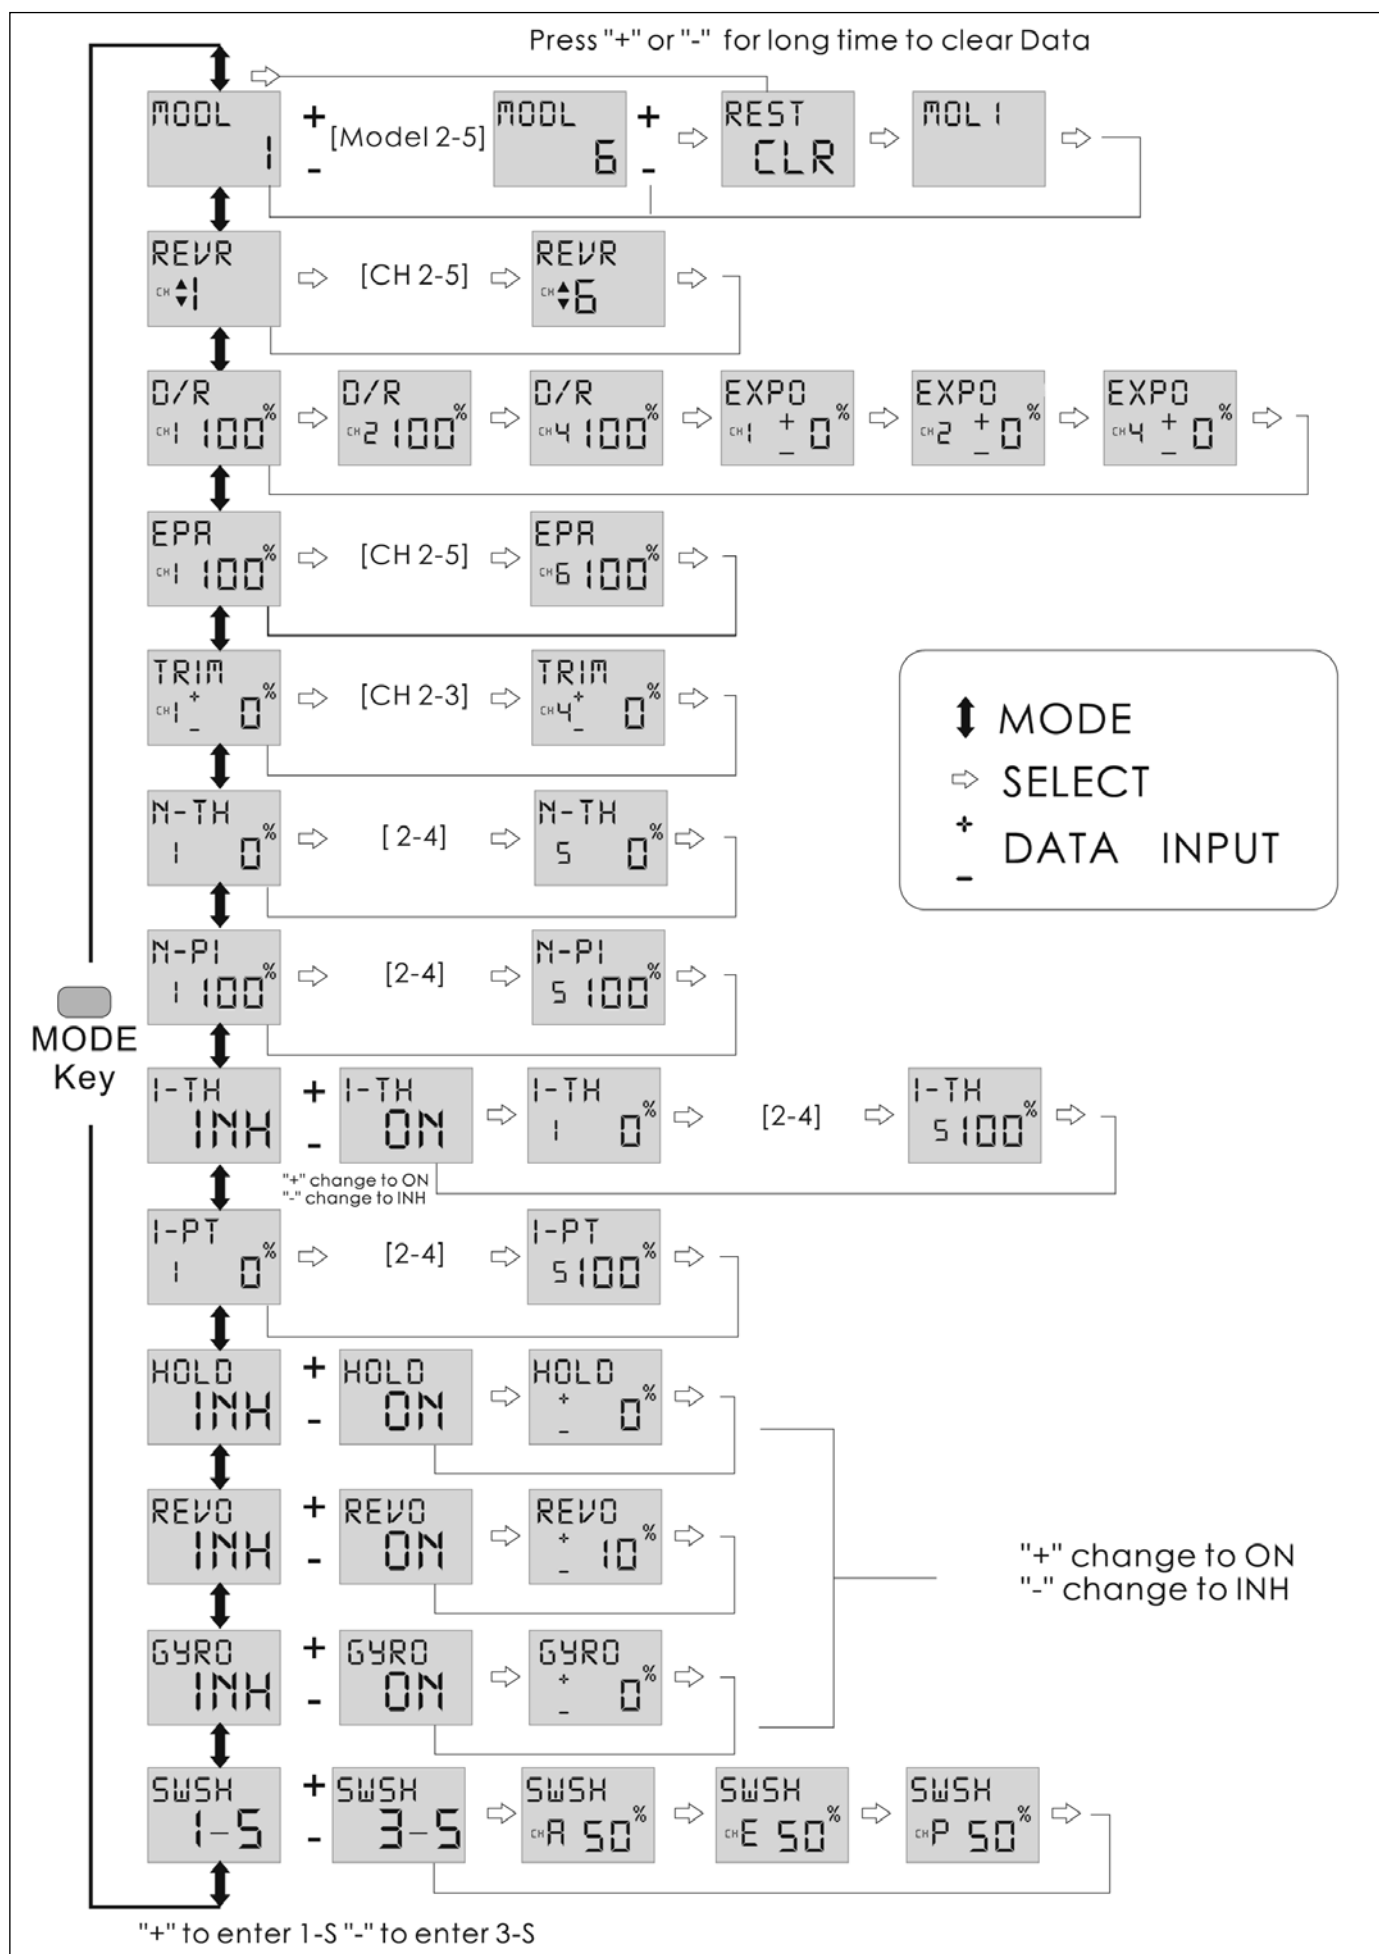 Press "+" or "-" for long time to clear Data
MODL
1
+
-
[Model 2-5]
MODL
6
+
-
REST
CLR
MOL1
REVR
CH 1
[CH 2-5]
REVR
CH 6
D/R
CH 1 100%
D/R
CH 2 100%
D/R
CH 4 100%
EXPO
CH 1 + - 0%
EXPO
CH 2 + - 0%
EXPO
CH 4 + - 0%
EPA
CH 1 100%
[CH 2-5]
EPA
CH 6 100%
TRIM
CH 1 + - 0%
[CH 2-3]
TRIM
CH 4 + - 0%
MODE
SELECT
+
- DATA INPUT
N-TH
1 0%
[ 2-4]
N-TH
5 0%
N-PI
1 100%
[2-4]
N-PI
5 100%
MODE
Key
I-TH
INH
+
-
I-TH
ON
"+" change to ON
"-" change to INH
I-TH
1 0%
[2-4]
I-TH
5 100%
I-PT
1 0%
[2-4]
I-PT
5 100%
HOLD
INH
+
-
HOLD
ON
HOLD
+ - 0%
REVO
INH
+
-
REVO
ON
REVO
+ - 10%
"+" change to ON
"-" change to INH
GYRO
INH
+
-
GYRO
ON
GYRO
+ - 0%
SWSH
1-S
+
-
SWSH
3-S
SWSH
CH A 50%
SWSH
CH E 50%
SWSH
CH P 50%
"+" to enter 1-S "-" to enter 3-S